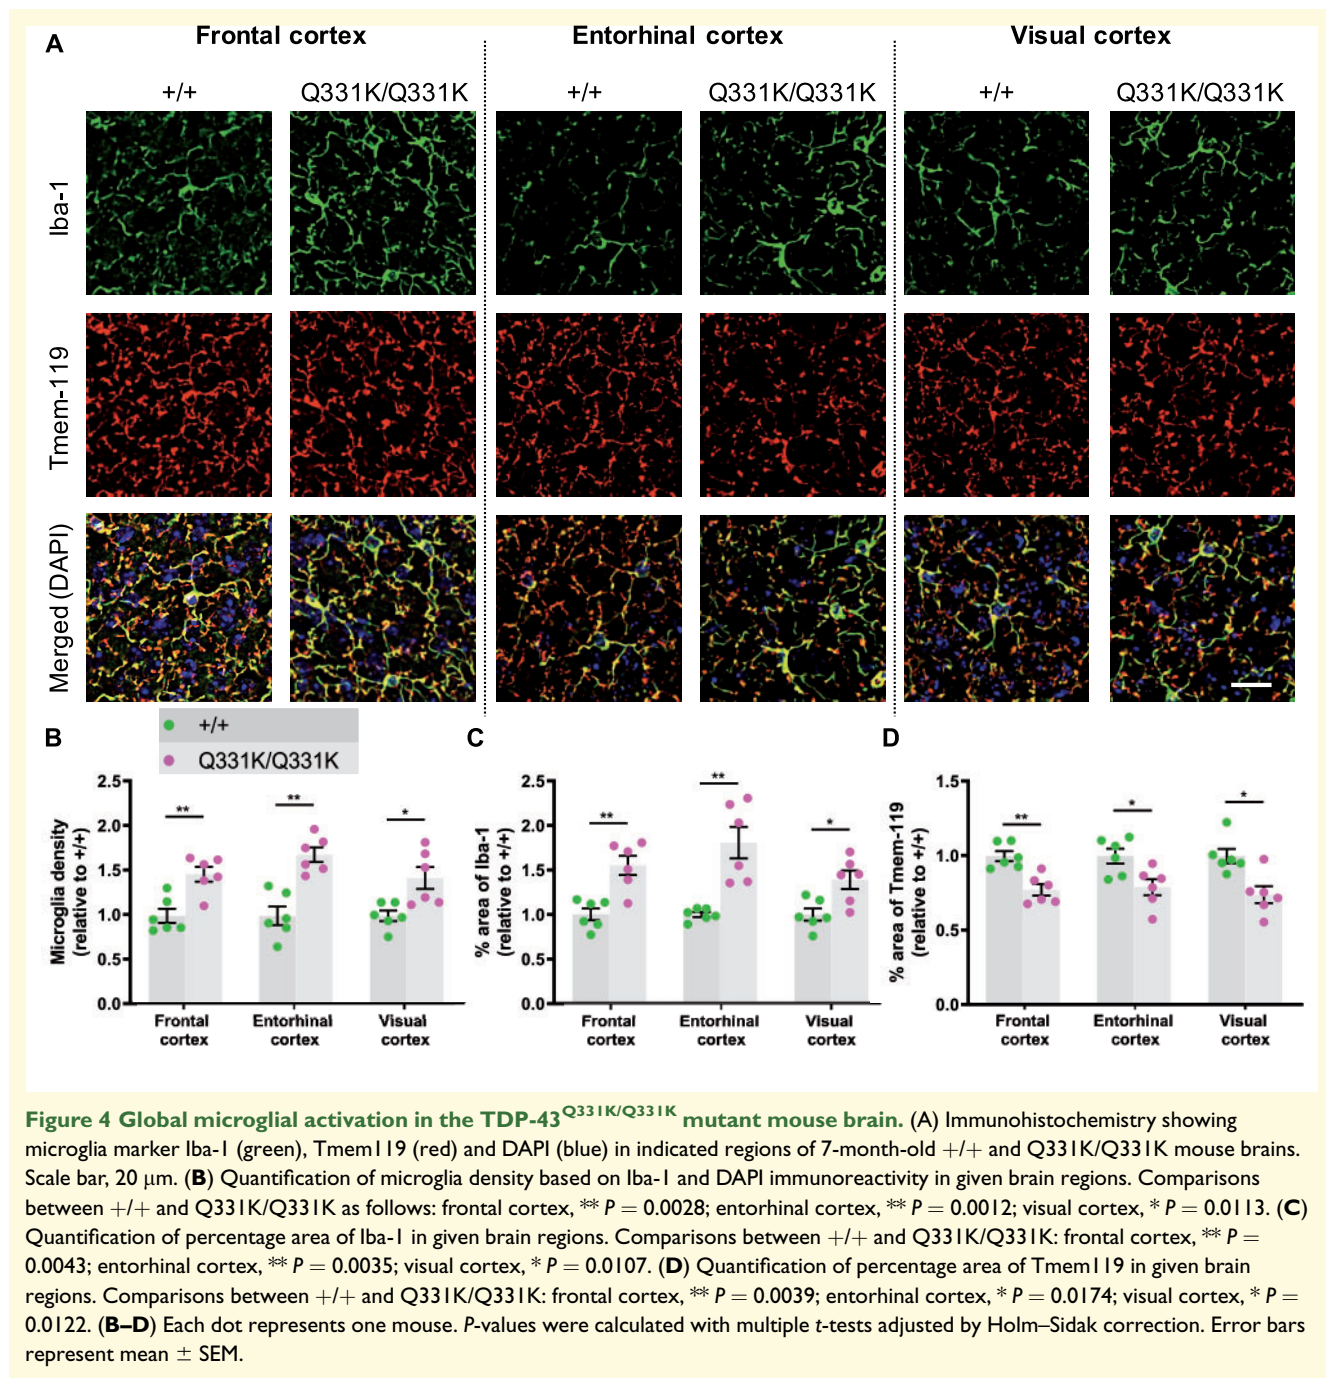 A
Frontal cortex Entorhinal cortex Visual cortex
+/+ Q331K/Q331K +/+ Q331K/Q331K +/+ Q331K/Q331K
Iba-1
Tmem-119
Merged (DAPI)
+/+
Q331K/Q331K
B
Microglia density
(relative to +/+)
2.5
2.0
1.5
1.0
0.5
0.0
** ** *
Frontal cortex
Entorhinal cortex
Visual cortex
C
% area of Iba-1
(relative to +/+)
2.5
2.0
1.5
1.0
0.5
0.0
** ** *
Frontal cortex
Entorhinal cortex
Visual cortex
D
% area of Tmem-119
(relative to +/+)
1.5
1.0
0.5
0.0
** * *
Frontal cortex
Entorhinal cortex
Visual cortex
Figure 4 Global microglial activation in the TDP-43Q331K/Q331K mutant mouse brain. (A) Immunohistochemistry showing
microglia marker Iba-1 (green), Tmem119 (red) and DAPI (blue) in indicated regions of 7-month-old +/+ and Q331K/Q331K mouse brains.
Scale bar, 20 μm. (B) Quantification of microglia density based on Iba-1 and DAPI immunoreactivity in given brain regions. Comparisons
between +/+ and Q331K/Q331K as follows: frontal cortex, ** P = 0.0028; entorhinal cortex, ** P = 0.0012; visual cortex, * P = 0.0113. (C)
Quantification of percentage area of Iba-1 in given brain regions. Comparisons between +/+ and Q331K/Q331K: frontal cortex, ** P =
0.0043; entorhinal cortex, ** P = 0.0035; visual cortex, * P = 0.0107. (D) Quantification of percentage area of Tmem119 in given brain
regions. Comparisons between +/+ and Q331K/Q331K: frontal cortex, ** P = 0.0039; entorhinal cortex, * P = 0.0174; visual cortex, * P =
0.0122. (B–D) Each dot represents one mouse. P-values were calculated with multiple t-tests adjusted by Holm–Sidak correction. Error bars
represent mean ± SEM.